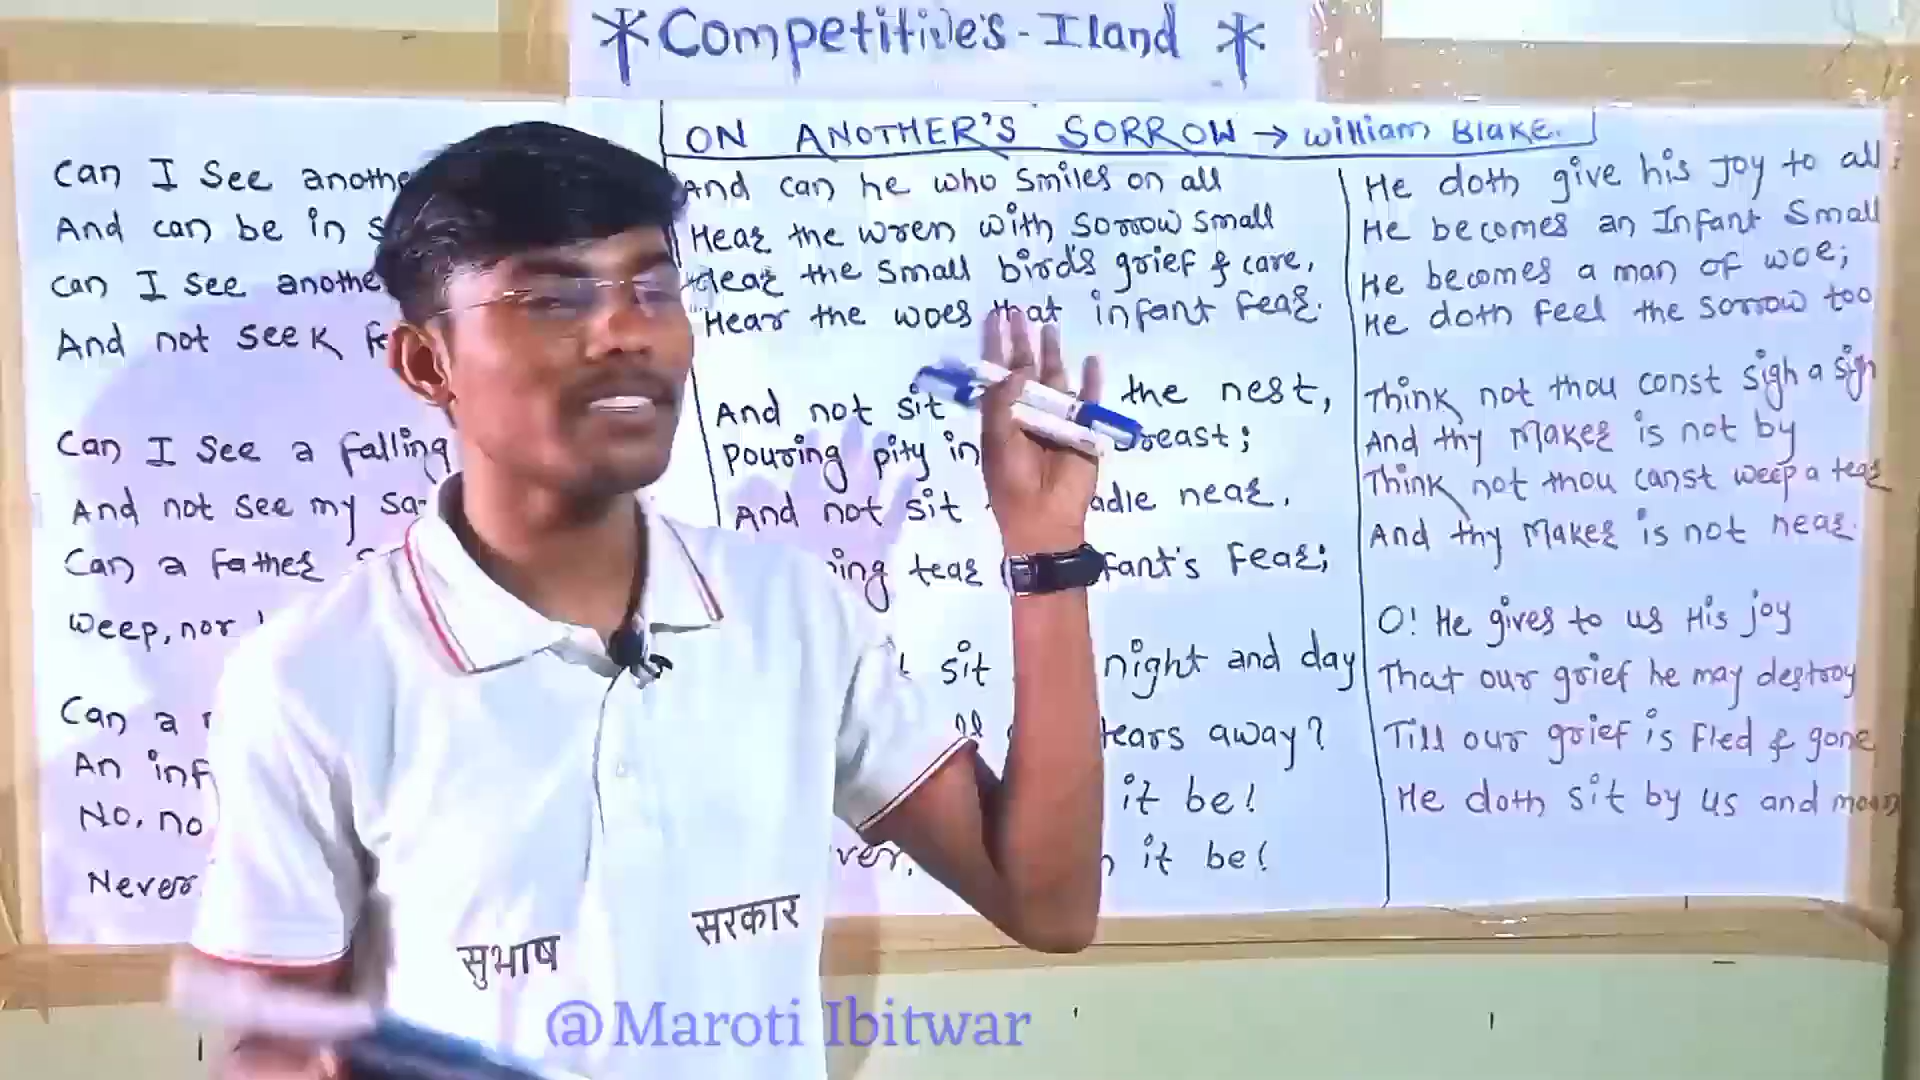 *Competitive's - Iland *
ON ANOTHER'S SORROW → William BLAKE.
Can I See anothe
And can be in s
can I see anothe
And not seek f
Can I See a falling
And not see my sa-
Can a father
Weep, nor
Can a
An inf
No, no
Never
And can he who smiles on all
Hear the wren with sorrow small
Hear the small bird's grief & care,
Hear the woes that infant Fear.
And not sit the nest,
pouring pity in breast;
And not sit adle near,
ing tear fant's Fear;
sit night and day
tears away?
it be!
ver, it be!
He doth give his joy to all;
He becomes an Infant Small
He becomes a man of woe;
He doth Feel the sorrow too
Think not thou const sigh a sigh
And thy Maker is not by
Think not thou canst weep a tear
And thy Maker is not near.
O! He gives to us His joy
That our grief he may destroy
Till our grief is Fled & gone
He doth sit by us and moan
सुभाष सरकार
@Maroti Ibitwar